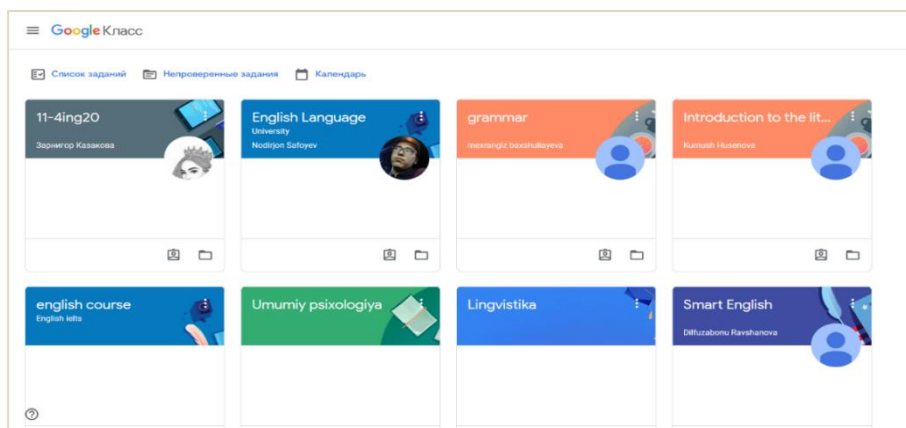 Google Класс
Список заданий Непроверенные задания Календарь
11-4ing20
Зарнигор Казакова
English Language
University
Nodirjon Safoyev
grammar
mexrangiz baxshullayeva
Introduction to the lit...
Kumush Husenova
english course
English ielts
Umumiy psixologiya
Lingvistika
Smart English
Dilfuzabonu Ravshanova